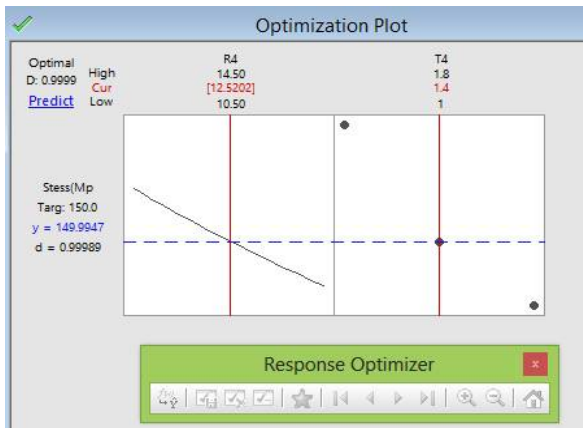 Optimization Plot
Optimal
D: 0.9999
Predict
High
Cur
Low
R4
14.50
[12.5202]
10.50
T4
1.8
1.4
1
Stess(Mp
Targ: 150.0
y = 149.9947
d = 0.99989
Response Optimizer
x